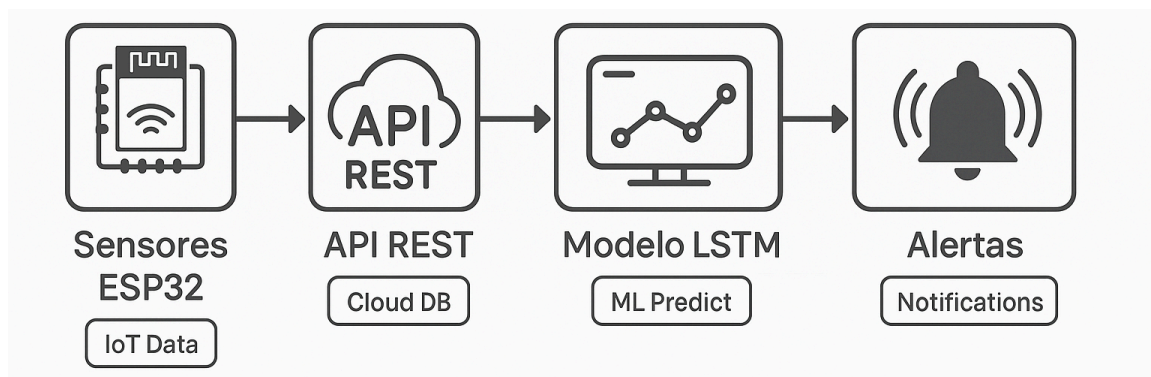 API
REST
Sensores
ESP32
IoT Data
API REST
Cloud DB
Modelo LSTM
ML Predict
Alertas
Notifications